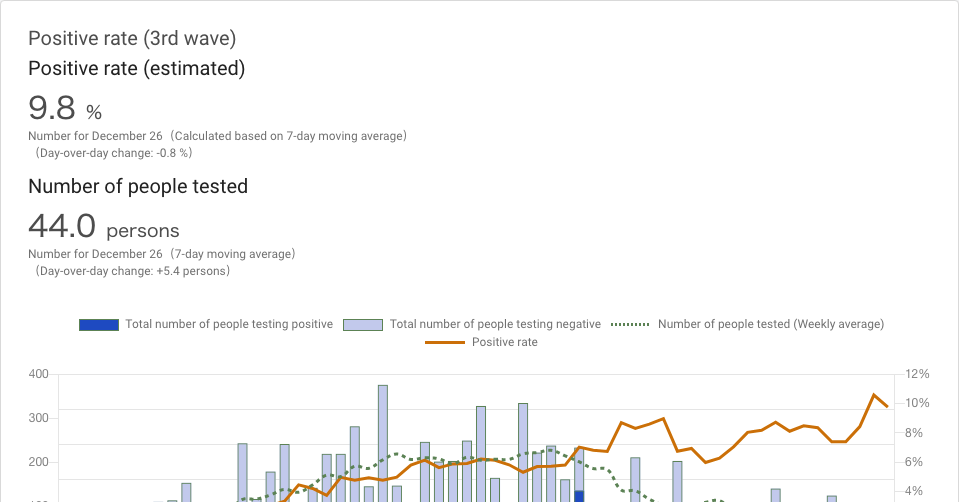 Positive rate (3rd wave)
Positive rate (estimated)
9.8 %
Number for December 26（Calculated based on 7-day moving average）
（Day-over-day change: -0.8 %）
Number of people tested
44.0 persons
Number for December 26（7-day moving average）
（Day-over-day change: +5.4 persons）
Total number of people testing positive Total number of people testing negative Number of people tested (Weekly average)
Positive rate
400 12%
10%
300
8%
200 6%
4%